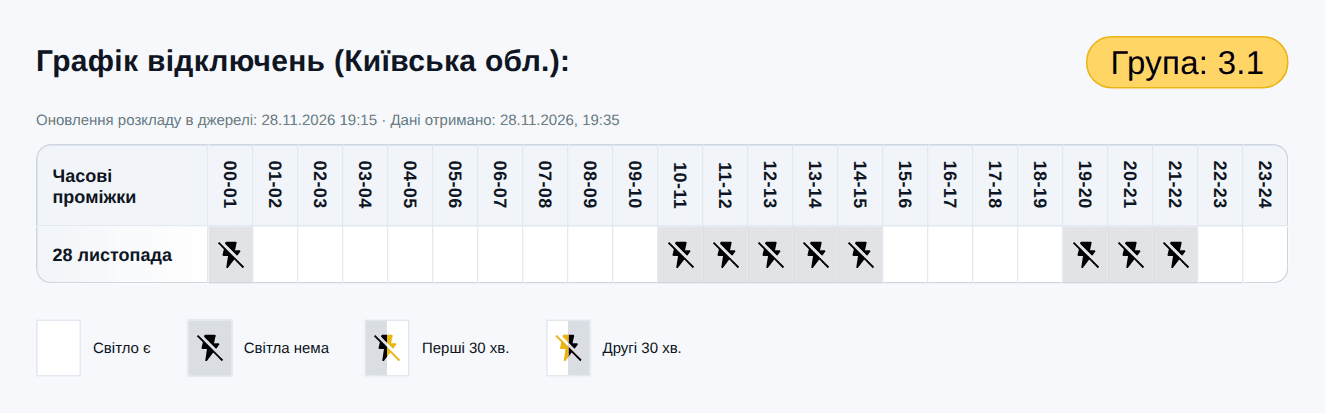 Графік відключень (Київська обл.):
Група: 3.1
Оновлення розкладу в джерелі: 28.11.2026 19:15 · Дані отримано: 28.11.2026, 19:35
Часові
проміжки
00-01
01-02
02-03
03-04
04-05
05-06
06-07
07-08
08-09
09-10
10-11
11-12
12-13
13-14
14-15
15-16
16-17
17-18
18-19
19-20
20-21
21-22
22-23
23-24
28 листопада
Світло є
Світла нема
Перші 30 хв.
Другі 30 хв.